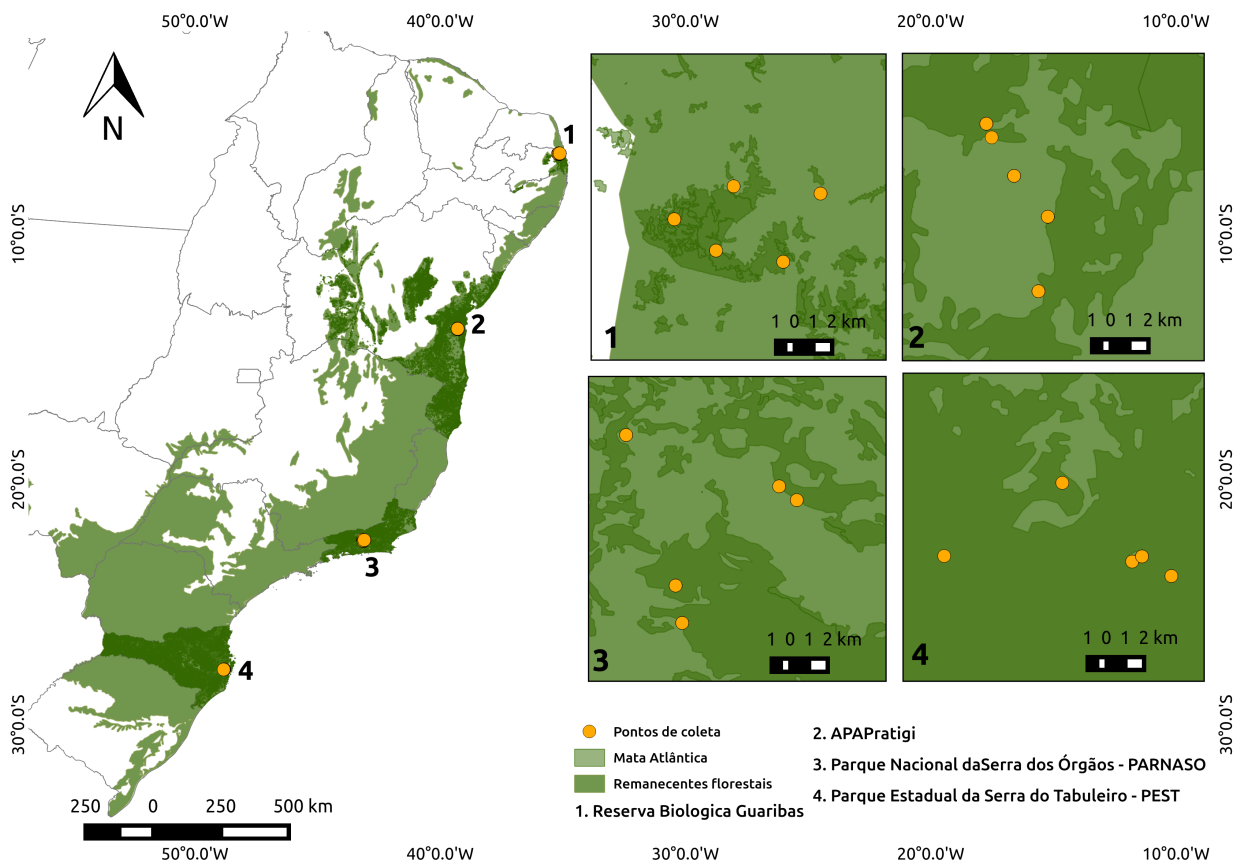 50°0.0'W 40°0.0'W 30°0.0'W 20°0.0'W 10°0.0'W
N
1
2
3
4
10°0.0'S
20°0.0'S
30°0.0'S
1 0 1 2 km
1
1 0 1 2 km
2
10°0.0'S
1 0 1 2 km
3
1 0 1 2 km
4
20°0.0'S
30°0.0'S
250 0 250 500 km
Pontos de coleta
Mata Atlântica
Remanecentes florestais
1. Reserva Biologica Guaribas
2. APAPratigi
3. Parque Nacional daSerra dos Órgãos - PARNASO
4. Parque Estadual da Serra do Tabuleiro - PEST
50°0.0'W 40°0.0'W 30°0.0'W 20°0.0'W 10°0.0'W